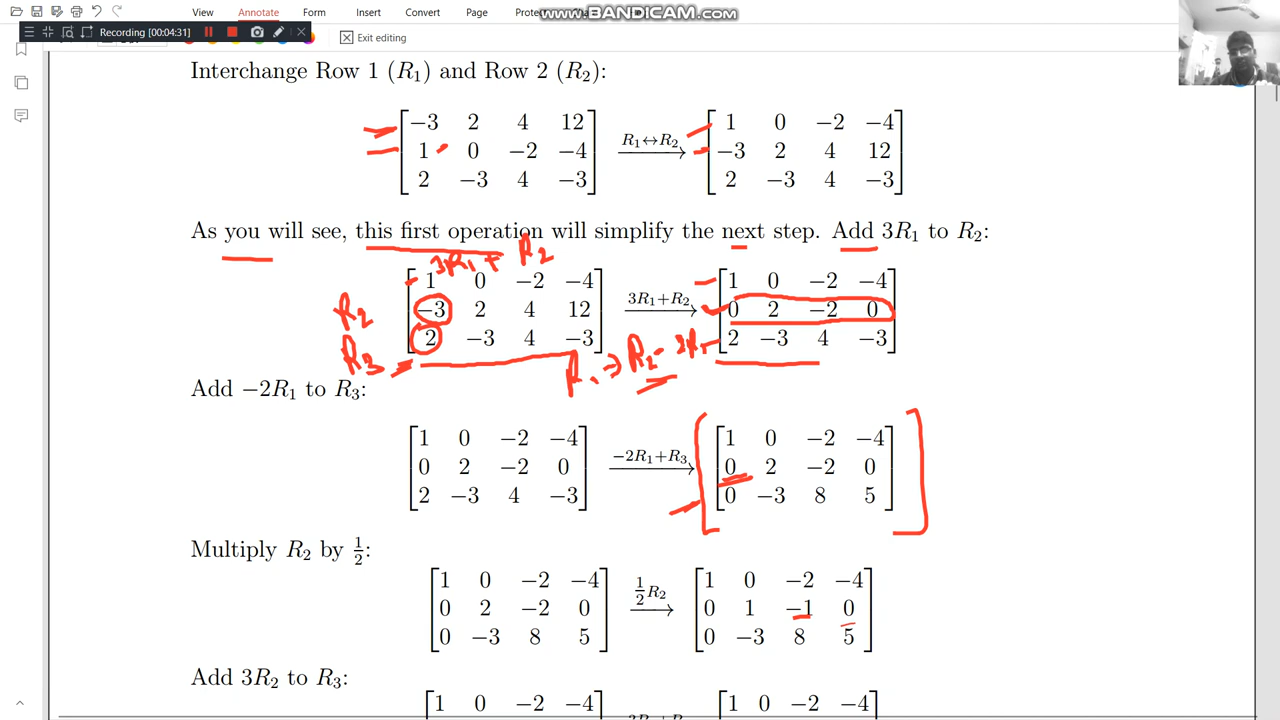 View Annotate Form Insert Convert Page
www.BANDICAM.com
Recording [00:04:31]
Exit editing
Interchange Row 1 (R₁) and Row 2 (R₂):
[−3 2 4 12] [1 0 −2 −4]
[1 0 −2 −4] R₁↔R₂ [−3 2 4 12]
[2 −3 4 −3] [2 −3 4 −3]
As you will see, this first operation will simplify the next step. Add 3R₁ to R₂:
3R₁ + R₂
[1 0 −2 −4] [1 0 −2 −4]
R₂ [−3 2 4 12] 3R₁+R₂ [0 2 −2 0]
R₃ [2 −3 4 −3] [2 −3 4 −3]
R₁ → R₂ − 3R₁
Add −2R₁ to R₃:
[1 0 −2 −4] [1 0 −2 −4]
[0 2 −2 0] −2R₁+R₃ [0 2 −2 0]
[2 −3 4 −3] [0 −3 8 5]
Multiply R₂ by ½:
[1 0 −2 −4] [1 0 −2 −4]
[0 2 −2 0] ½R₂ [0 1 −1 0]
[0 −3 8 5] [0 −3 8 5]
Add 3R₂ to R₃:
[1 0 −2 −4] [1 0 −2 −4]